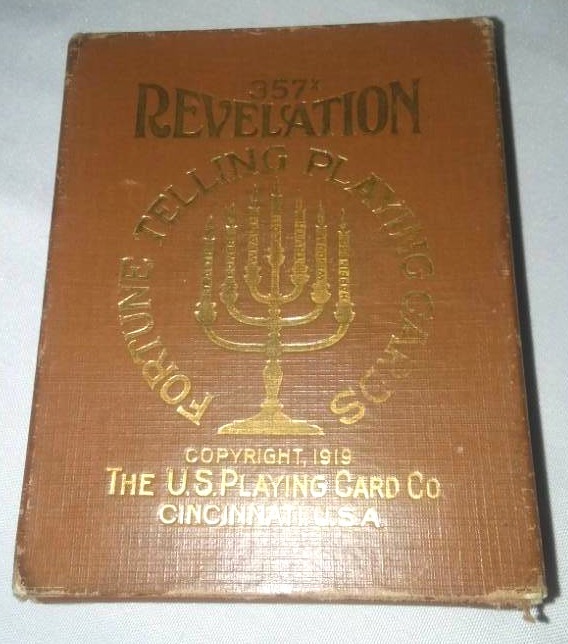 357X
REVELATION
FORTUNE TELLING PLAYING CARDS
COPYRIGHT, 1919
THE U.S. PLAYING CARD CO
CINCINNATI, U.S.A.